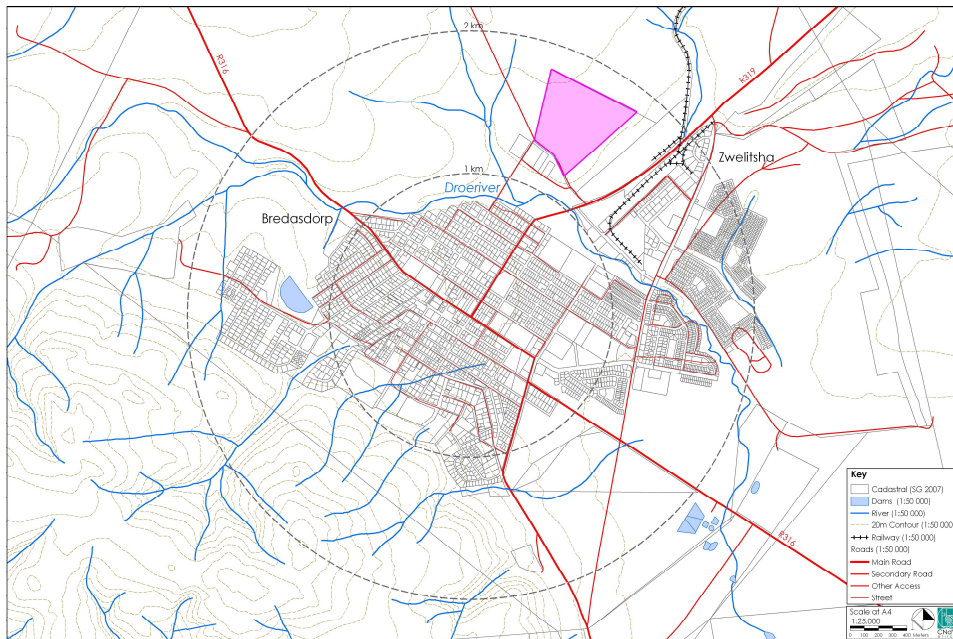 2 km
R316
R319
Zwelitsha
1 km
Droeriver
Bredasdorp
R316
Key
Cadastral (SG 2007)
Dams (1:50 000)
River (1:50 000)
20m Contour (1:50 000)
Railway (1:50 000)
Roads (1:50 000)
Main Road
Secondary Road
Other Access
Street
Scale at A4
1:25,000
0 100 200 300 400 Meters